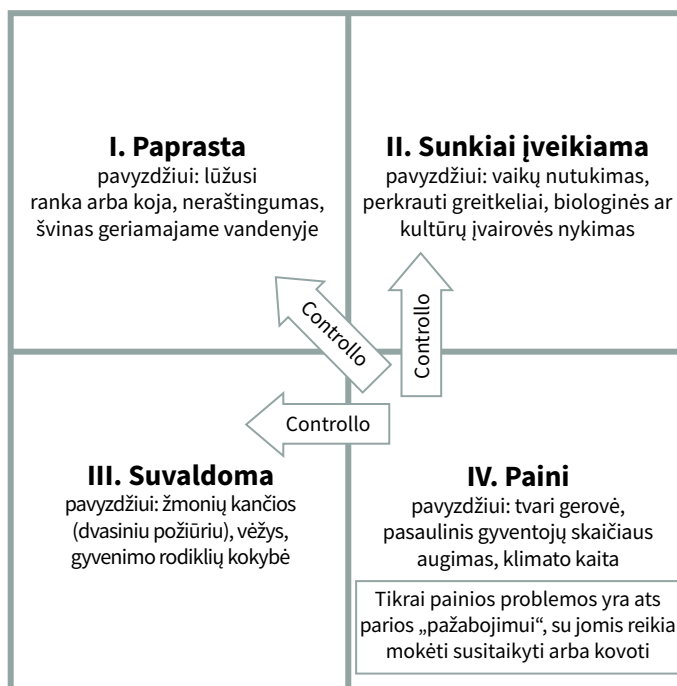 I. Paprasta
pavyzdžiui: lūžusi
ranka arba koja, neraštingumas,
švinas geriamajame vandenyje
II. Sunkiai įveikiama
pavyzdžiui: vaikų nutukimas,
perkrauti greitkeliai, biologinės ar
kultūrų įvairovės nykimas
Controllo
Controllo
Controllo
III. Suvaldoma
pavyzdžiui: žmonių kančios
(dvasiniu požiūriu), vėžys,
gyvenimo rodiklių kokybė
IV. Paini
pavyzdžiui: tvari gerovė,
pasaulinis gyventojų skaičiaus
augimas, klimato kaita
Tikrai painios problemos yra ats
parios „pažabojimui“, su jomis reikia
mokėti susitaikyti arba kovoti